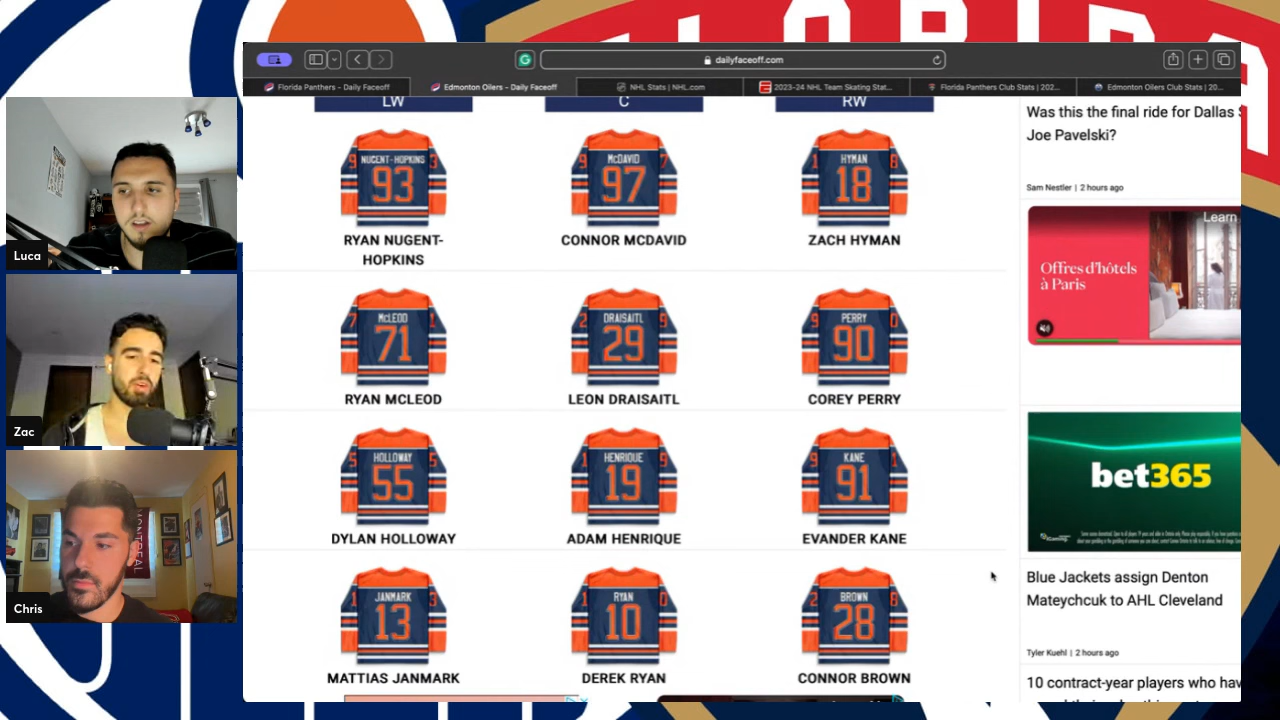 FLORIDA
dailyfaceoff.com
Florida Panthers - Daily Faceoff
Edmonton Oilers - Daily Faceoff
NHL Stats | NHL.com
2023-24 NHL Team Skating Stat...
Florida Panthers Club Stats | 202...
Edmonton Oilers Club Stats | 20...
LW
C
RW
NUGENT-HOPKINS
93
McDAVID
97
HYMAN
18
RYAN NUGENT-
HOPKINS
CONNOR MCDAVID
ZACH HYMAN
McLEOD
71
DRAISAITL
29
PERRY
90
RYAN MCLEOD
LEON DRAISAITL
COREY PERRY
HOLLOWAY
55
HENRIQUE
19
KANE
91
DYLAN HOLLOWAY
ADAM HENRIQUE
EVANDER KANE
JANMARK
13
RYAN
10
BROWN
28
MATTIAS JANMARK
DEREK RYAN
CONNOR BROWN
Was this the final ride for Dallas S
Joe Pavelski?
Sam Nestler | 2 hours ago
Learn
Offres d'hôtels
à Paris
bet365
Blue Jackets assign Denton
Mateychuk to AHL Cleveland
Tyler Kuehl | 2 hours ago
10 contract-year players who hav
Luca
Zac
MONTREAL
Chris